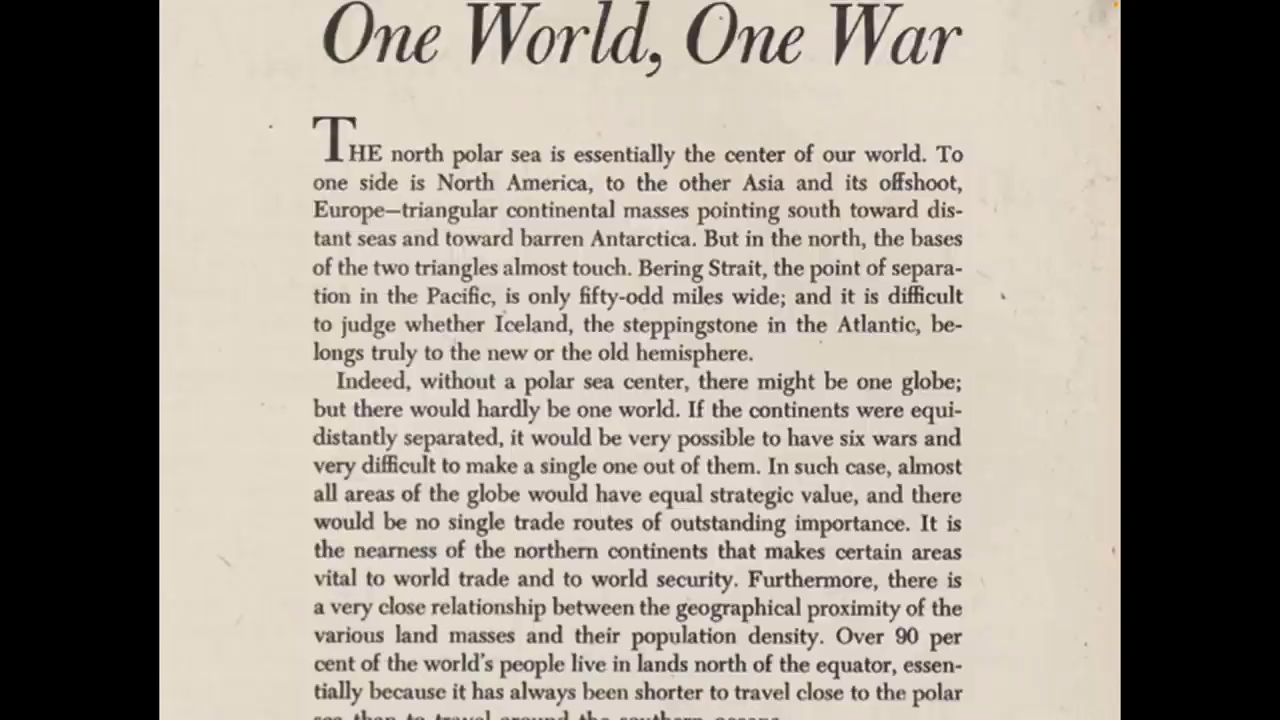 One World, One War
THE north polar sea is essentially the center of our world. To
one side is North America, to the other Asia and its offshoot,
Europe—triangular continental masses pointing south toward dis-
tant seas and toward barren Antarctica. But in the north, the bases
of the two triangles almost touch. Bering Strait, the point of separa-
tion in the Pacific, is only fifty-odd miles wide; and it is difficult
to judge whether Iceland, the steppingstone in the Atlantic, be-
longs truly to the new or the old hemisphere.
Indeed, without a polar sea center, there might be one globe;
but there would hardly be one world. If the continents were equi-
distantly separated, it would be very possible to have six wars and
very difficult to make a single one out of them. In such case, almost
all areas of the globe would have equal strategic value, and there
would be no single trade routes of outstanding importance. It is
the nearness of the northern continents that makes certain areas
vital to world trade and to world security. Furthermore, there is
a very close relationship between the geographical proximity of the
various land masses and their population density. Over 90 per
cent of the world's people live in lands north of the equator, essen-
tially because it has always been shorter to travel close to the polar
sea than to travel around the southern oceans.